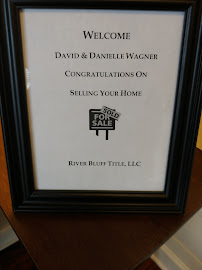 WELCOME
DAVID & DANIELLE WAGNER
CONGRATULATIONS ON
SELLING YOUR HOME
SOLD
FOR
SALE
RIVER BLUFF TITLE, LLC